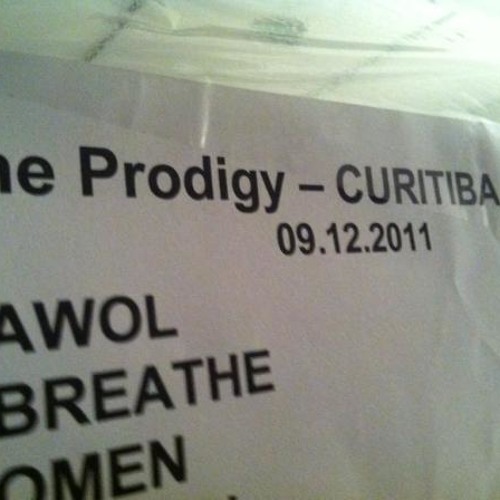 he Prodigy – CURITIBA
09.12.2011
AWOL
BREATHE
OMEN